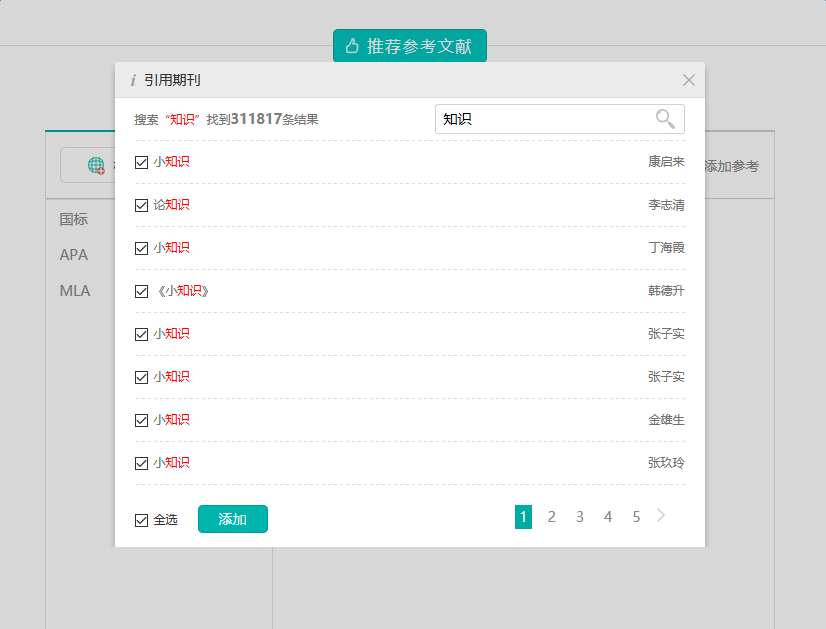 推荐参考文献
引用期刊
搜索“知识”找到311817条结果
知识
小知识 康启来
论知识 李志清
小知识 丁海霞
《小知识》 韩德升
小知识 张子实
小知识 张子实
小知识 金雄生
小知识 张玖玲
全选 添加 1 2 3 4 5
添加参考
国标
APA
MLA